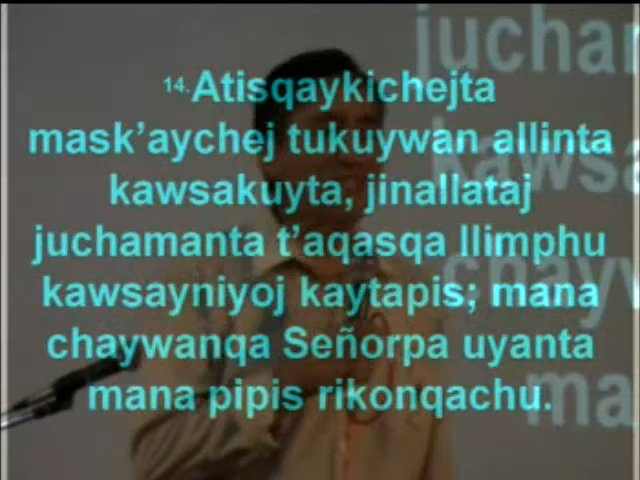 14.Atisqaykichejta
mask’aychej tukuywan allinta
kawsakuyta, jinallataj
juchamanta t’aqasqa llimphu
kawsayniyoj kaytapis; mana
chaywanqa Señorpa uyanta
mana pipis rikonqachu.